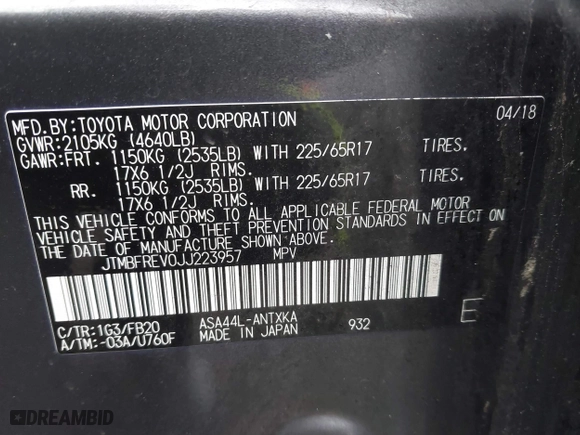 MFD.BY:TOYOTA MOTOR CORPORATION 04/18
GVWR:2105KG (4640LB)
GAWR:FRT. 1150KG (2535LB) WITH 225/65R17 TIRES.
17X6 1/2J RIMS.
RR. 1150KG (2535LB) WITH 225/65R17 TIRES.
17X6 1/2J RIMS.
THIS VEHICLE CONFORMS TO ALL APPLICABLE FEDERAL MOTOR
VEHICLE SAFETY AND THEFT PREVENTION STANDARDS IN EFFECT ON
THE DATE OF MANUFACTURE SHOWN ABOVE.
JTMBFREV0JJ223957 MPV
C/TR:1G3/FB20 ASA44L-ANTXKA
A/TM:-03A/U760F MADE IN JAPAN 932 E
DREAMBID